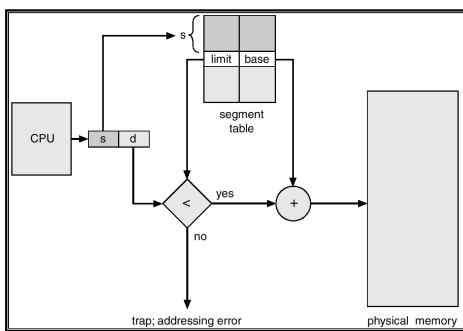 s
limit base
segment
table
CPU
s d
<
yes
+
no
trap; addressing error
physical memory